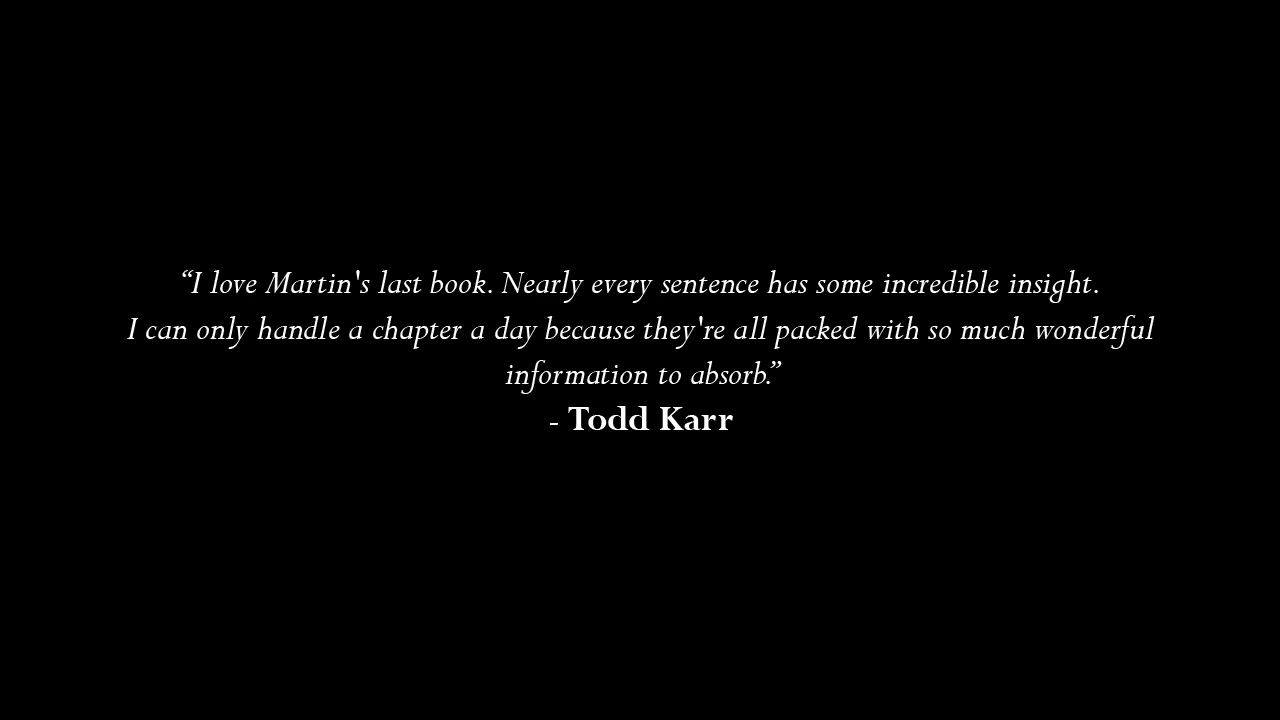 “I love Martin's last book. Nearly every sentence has some incredible insight.
I can only handle a chapter a day because they're all packed with so much wonderful
information to absorb.”
- Todd Karr